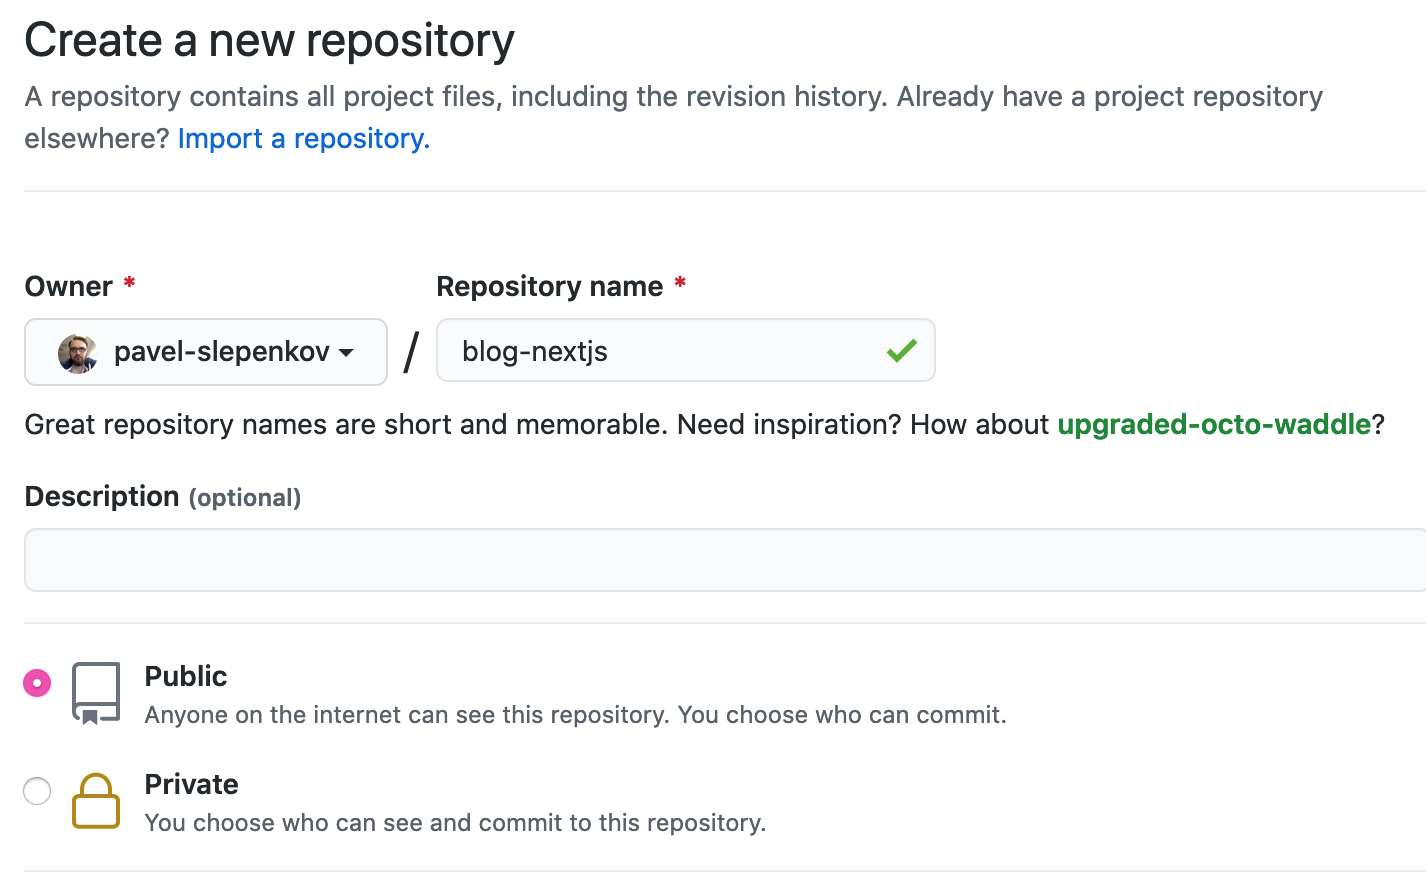 Create a new repository
A repository contains all project files, including the revision history. Already have a project repository
elsewhere? Import a repository.
Owner * Repository name *
pavel-slepenkov / blog-nextjs
Great repository names are short and memorable. Need inspiration? How about upgraded-octo-waddle?
Description (optional)
Public
Anyone on the internet can see this repository. You choose who can commit.
Private
You choose who can see and commit to this repository.